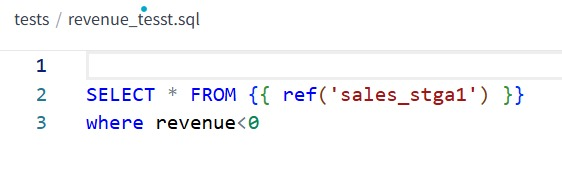 tests / revenue_tesst.sql
1
2 SELECT * FROM {{ ref('sales_stga1') }}
3 where revenue<0